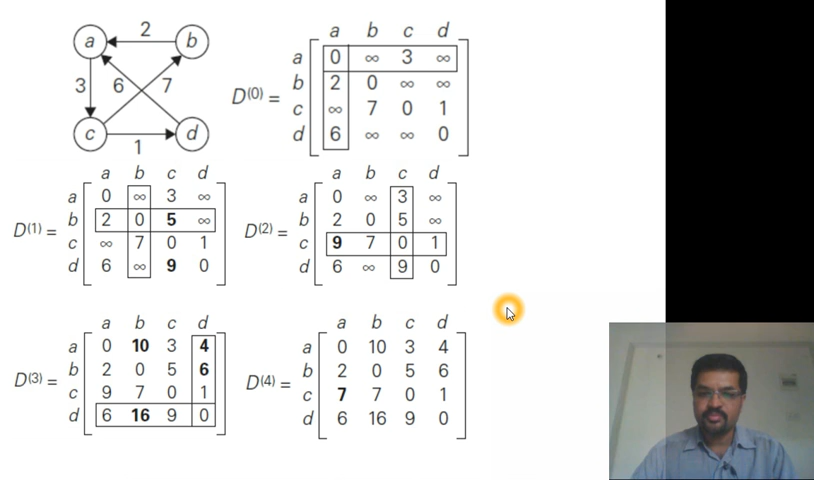 a 2 b
3 6 7
c 1 d
a b c d
a 0 ∞ 3 ∞
b 2 0 ∞ ∞
D(0) =
c ∞ 7 0 1
d 6 ∞ ∞ 0
a b c d
a 0 ∞ 3 ∞
b 2 0 5 ∞
D(1) =
c ∞ 7 0 1
d 6 ∞ 9 0
a b c d
a 0 ∞ 3 ∞
b 2 0 5 ∞
D(2) =
c 9 7 0 1
d 6 ∞ 9 0
a b c d
a 0 10 3 4
b 2 0 5 6
D(3) =
c 9 7 0 1
d 6 16 9 0
a b c d
a 0 10 3 4
b 2 0 5 6
D(4) =
c 7 7 0 1
d 6 16 9 0